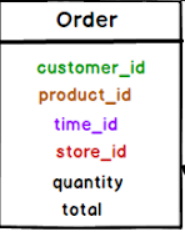 Order
customer_id
product_id
time_id
store_id
quantity
total